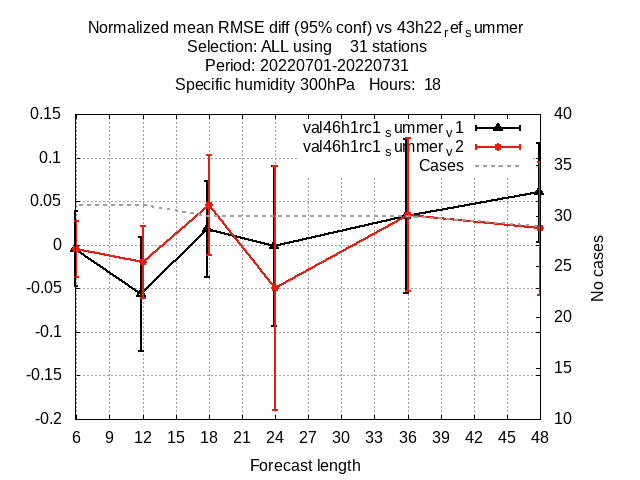 Normalized mean RMSE diff (95% conf) vs 43h22refsummer
Selection: ALL using 31 stations
Period: 20220701-20220731
Specific humidity 300hPa Hours: 18
val46h1rc1summerv1
val46h1rc1summerv2
Cases
0.15
0.1
0.05
0
-0.05
-0.1
-0.15
-0.2
40
35
30
25
20
15
10
No cases
6 9 12 15 18 21 24 27 30 33 36 39 42 45 48
Forecast length